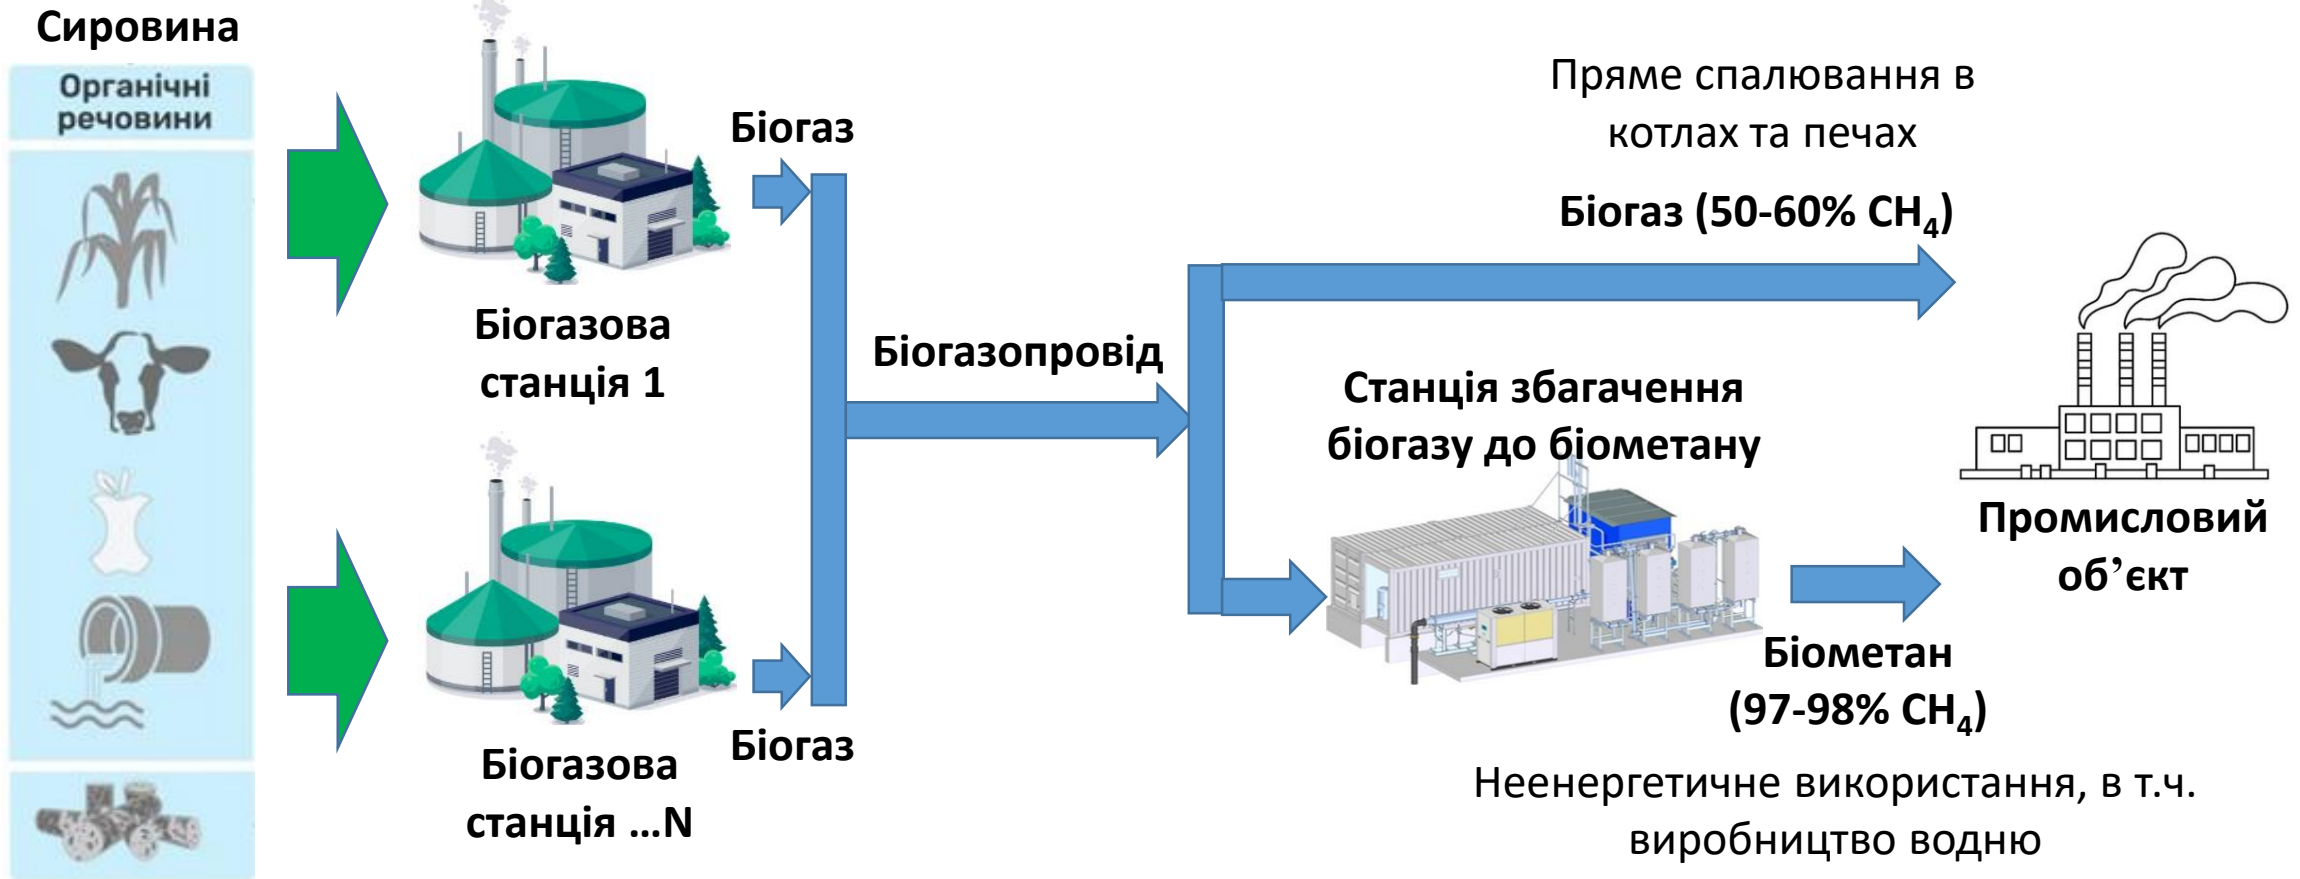 Сировина
Органічні
речовини
Біогаз
Біогазова
станція 1
Біогазова
станція ...N
Біогаз
Біогазопровід
Пряме спалювання в
котлах та печах
Біогаз (50-60% CH₄)
Станція збагачення
біогазу до біометану
Промисловий
об’єкт
Біометан
(97-98% CH₄)
Неенергетичне використання, в т.ч.
виробництво водню